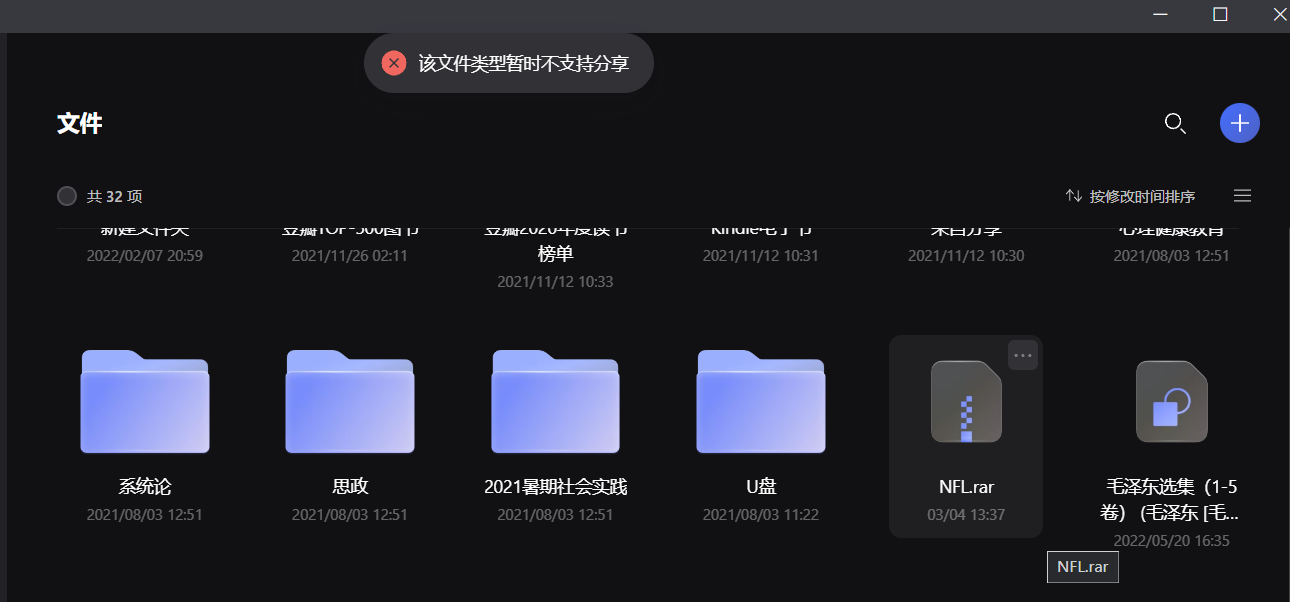 该文件类型暂时不支持分享
文件
共 32 项
按修改时间排序
新建文件夹
豆瓣TOP-500图书
豆瓣2020年度读书
榜单
Kindle电子书
来自分享
心理健康教育
2022/02/07 20:59
2021/11/26 02:11
2021/11/12 10:33
2021/11/12 10:31
2021/11/12 10:30
2021/08/03 12:51
系统论
2021/08/03 12:51
思政
2021/08/03 12:51
2021暑期社会实践
2021/08/03 12:51
U盘
2021/08/03 11:22
NFL.rar
03/04 13:37
毛泽东选集（1-5
卷）(毛泽东 [毛...
2022/05/20 16:35
NFL.rar